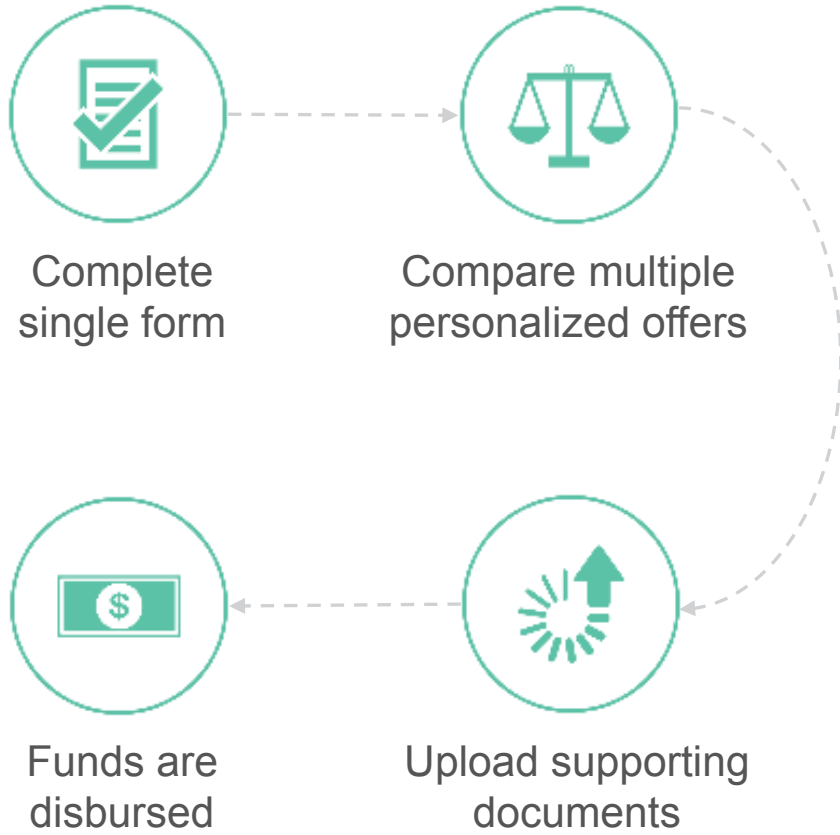 Complete
single form
Compare multiple
personalized offers
$
Funds are
disbursed
Upload supporting
documents